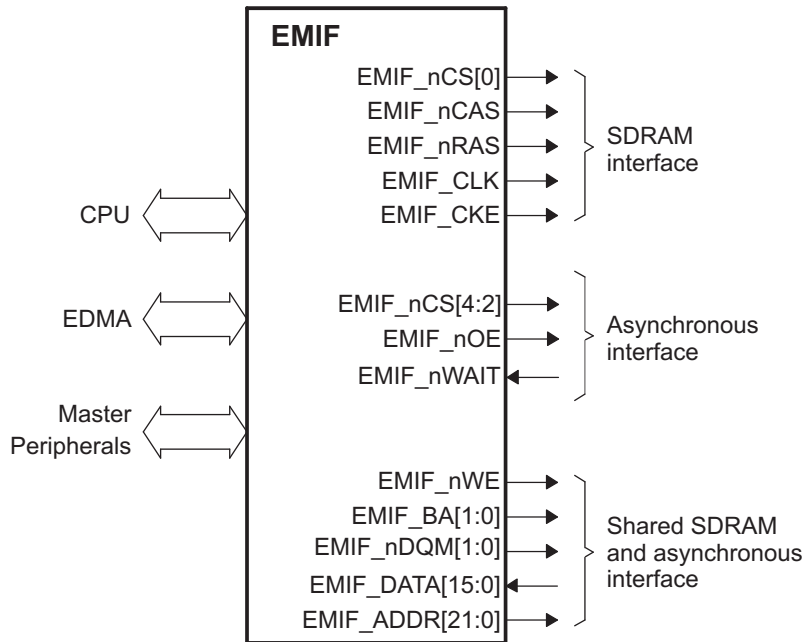 EMIF
EMIF_nCS[0]
EMIF_nCAS
EMIF_nRAS
EMIF_CLK
EMIF_CKE
SDRAM
interface
CPU
EMIF_nCS[4:2]
EMIF_nOE
EMIF_nWAIT
Asynchronous
interface
EDMA
Master
Peripherals
EMIF_nWE
EMIF_BA[1:0]
EMIF_nDQM[1:0]
EMIF_DATA[15:0]
EMIF_ADDR[21:0]
Shared SDRAM
and asynchronous
interface